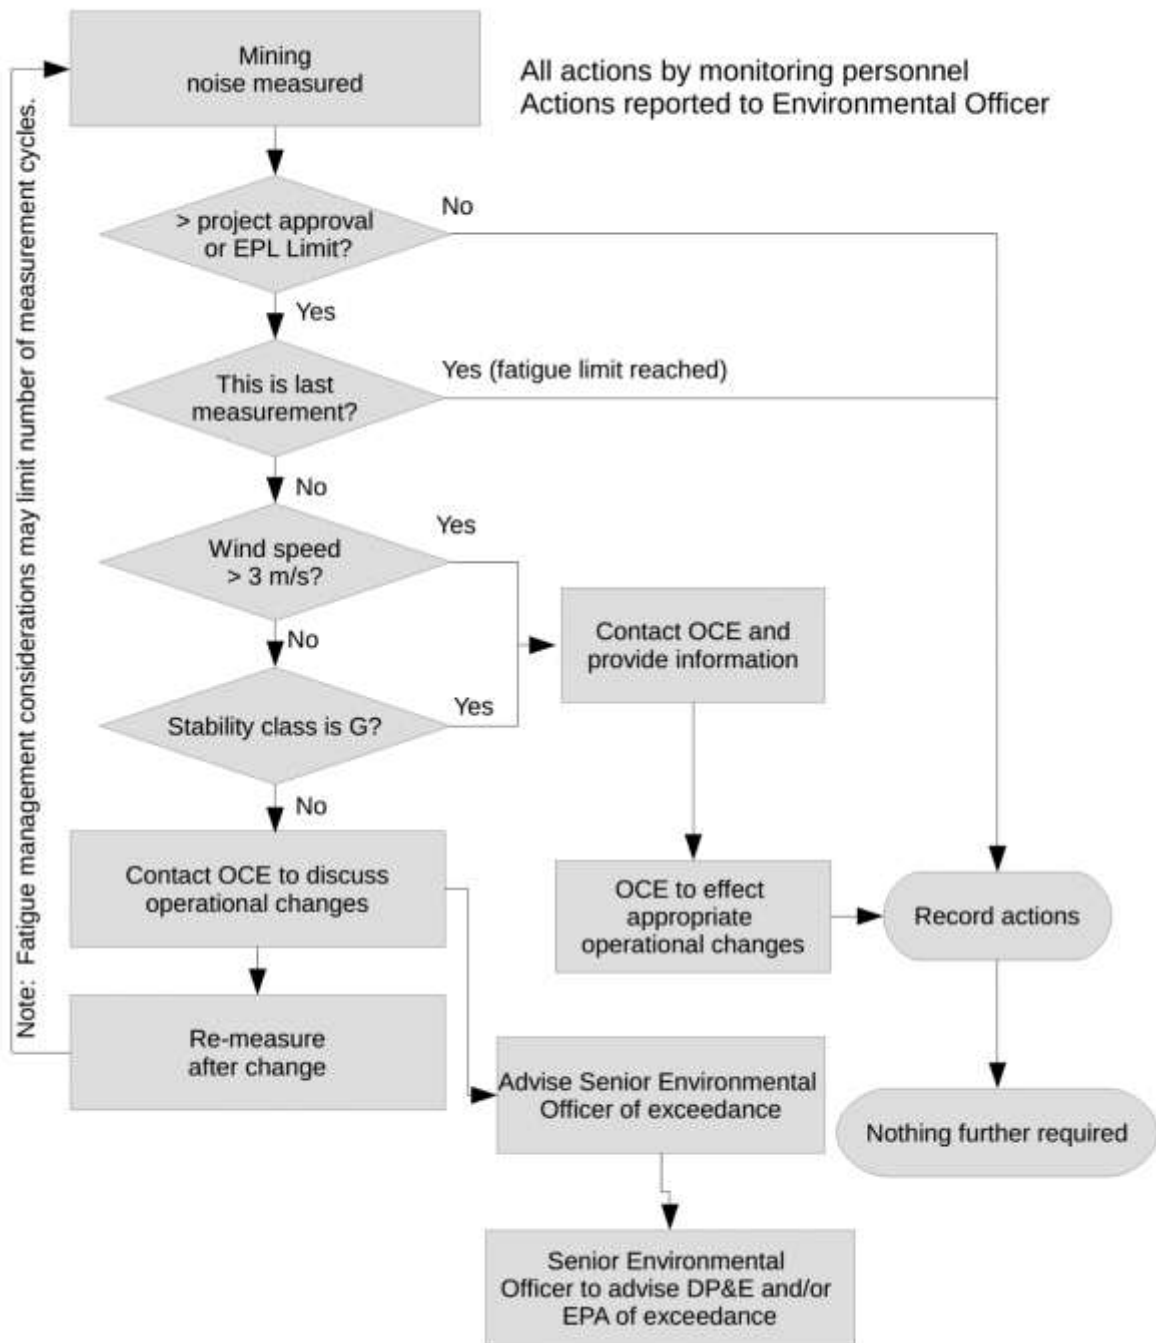 Mining
noise measured
All actions by monitoring personnel
Actions reported to Environmental Officer
Note: Fatigue management considerations may limit number of measurement cycles.
> project approval
or EPL Limit?
No
Yes
This is last
measurement?
Yes (fatigue limit reached)
No
Wind speed
> 3 m/s?
Yes
No
Contact OCE and
provide information
Stability class is G?
Yes
No
Contact OCE to discuss
operational changes
OCE to effect
appropriate
operational changes
Record actions
Re-measure
after change
Advise Senior Environmental
Officer of exceedance
Nothing further required
Senior Environmental
Officer to advise DP&E and/or
EPA of exceedance